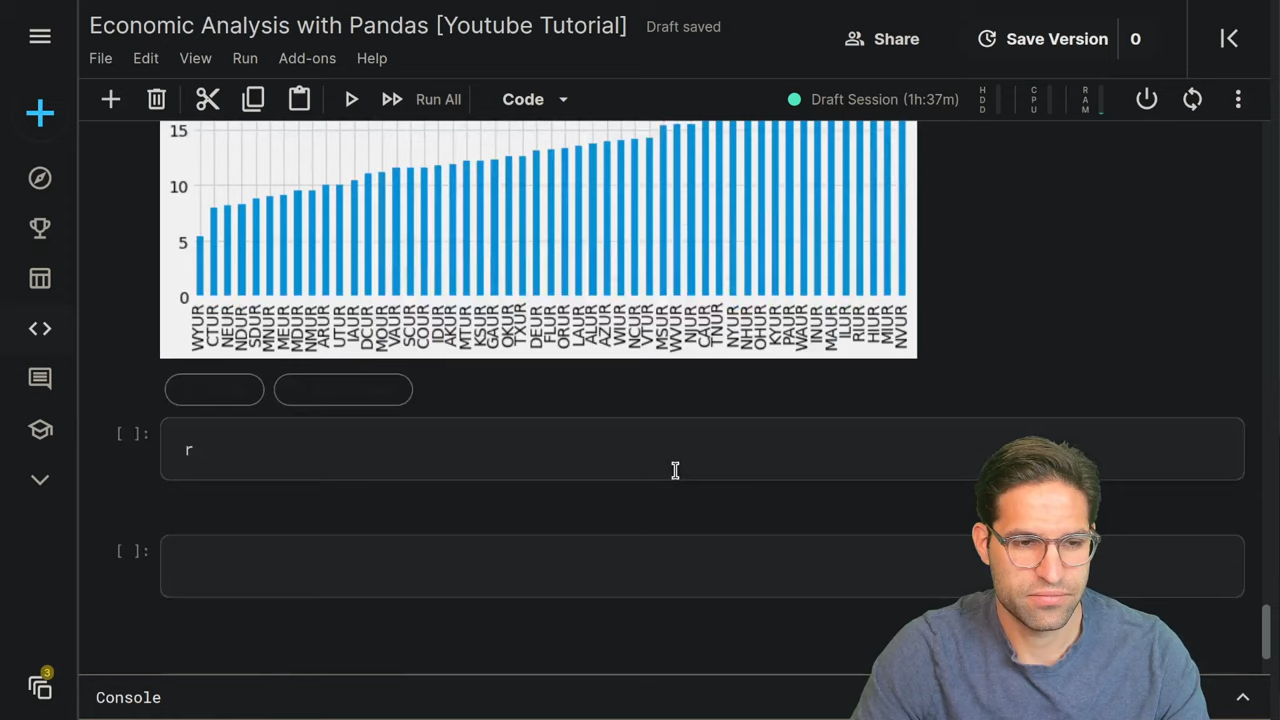 Economic Analysis with Pandas [Youtube Tutorial] Draft saved
Share
Save Version 0
File Edit View Run Add-ons Help
Run All
Code
Draft Session (1h:37m)
HDD
CPU
RAM
15
10
5
0
WYUR CTUR NEUR NDUR SDUR MNUR MEUR MDUR NMUR ARUR UTUR IAUR DCUR MOUR VAUR SCUR COUR IDUR AKUR MTUR KSUR GAUR OKUR TXUR DEUR FLUR ORUR LAUR ALUR AZUR WIUR NCUR VTUR MSUR WVUR NJUR CAUR TNUR NYUR NHUR OHUR KYUR PAUR WAUR INUR MAUR ILUR RIUR HIUR MIUR NVUR
[ ]:
r
[ ]:
3
Console